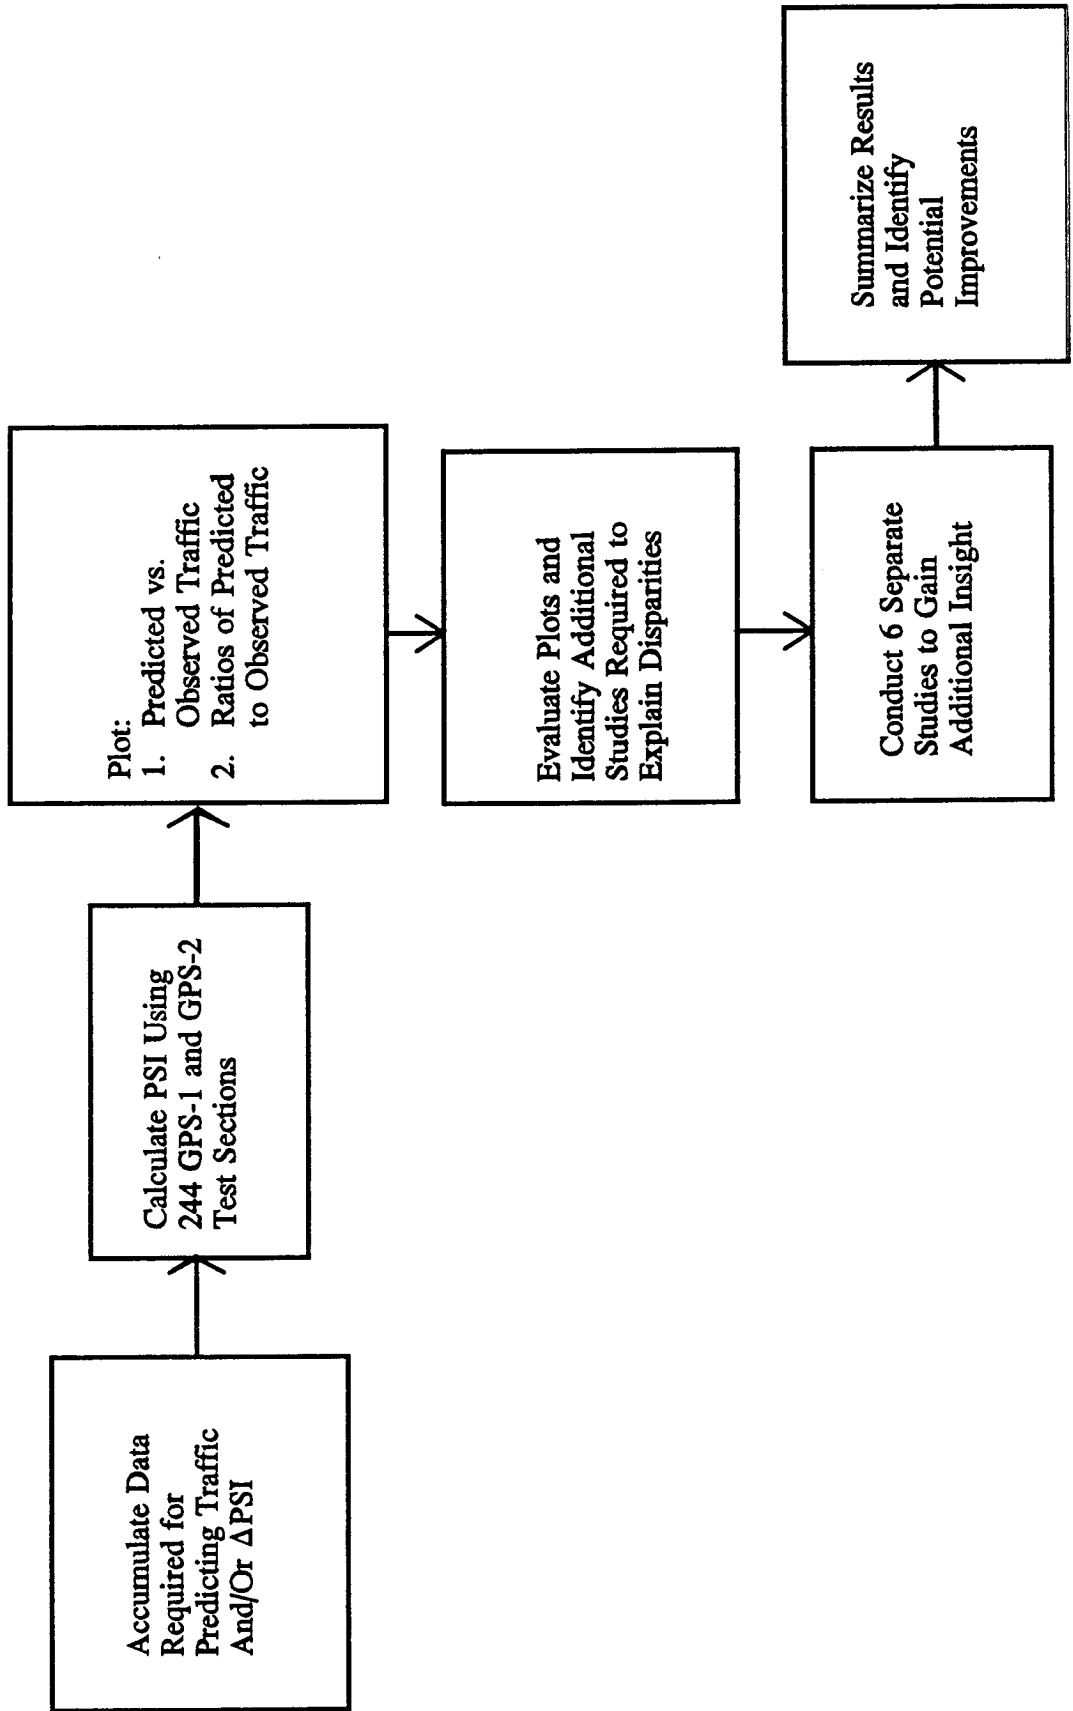 Accumulate Data
Required for
Predicting Traffic
And/Or ΔPSI
Calculate PSI Using
244 GPS-1 and GPS-2
Test Sections
Plot:
1. Predicted vs.
Observed Traffic
2. Ratios of Predicted
to Observed Traffic
Evaluate Plots and
Identify Additional
Studies Required to
Explain Disparities
Conduct 6 Separate
Studies to Gain
Additional Insight
Summarize Results
and Identify
Potential
Improvements